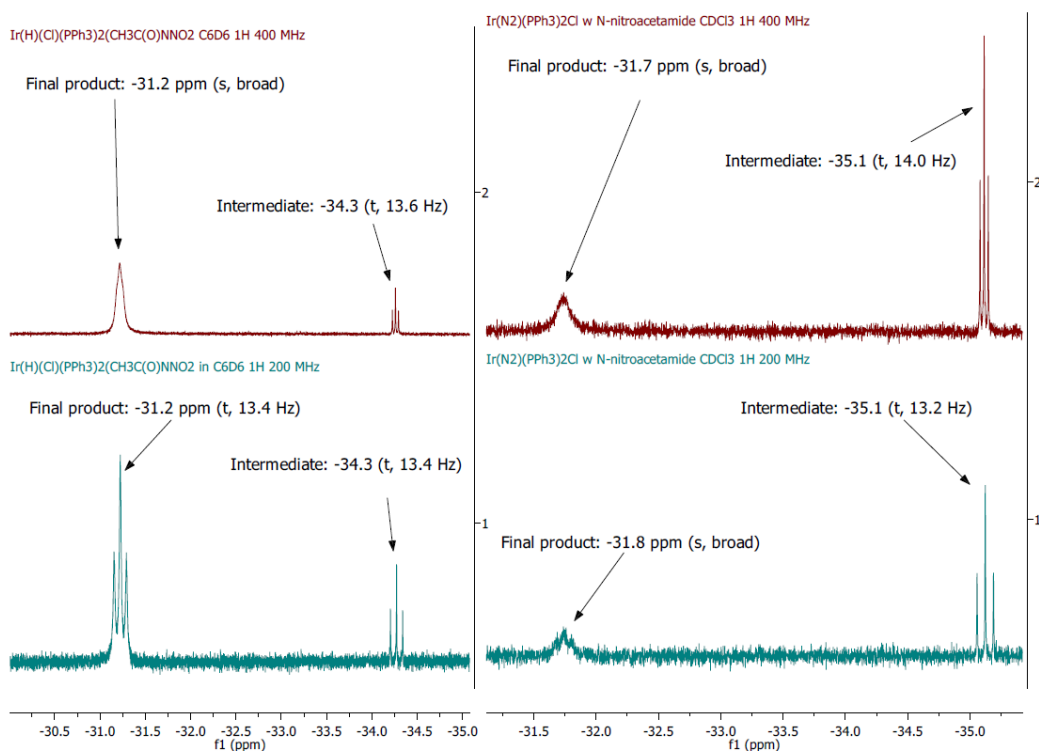 Ir(H)(Cl)(PPh3)2(CH3C(O)NNO2 C6D6 1H 400 MHz
Final product: -31.2 ppm (s, broad)
Intermediate: -34.3 (t, 13.6 Hz)
2
Ir(H)(Cl)(PPh3)2(CH3C(O)NNO2 in C6D6 1H 200 MHz
Final product: -31.2 ppm (t, 13.4 Hz)
Intermediate: -34.3 (t, 13.4 Hz)
1
-30.5 -31.0 -31.5 -32.0 -32.5 -33.0 -33.5 -34.0 -34.5 -35.0
f1 (ppm)
Ir(N2)(PPh3)2Cl w N-nitroacetamide CDCl3 1H 400 MHz
Final product: -31.7 ppm (s, broad)
Intermediate: -35.1 (t, 14.0 Hz)
2
Ir(N2)(PPh3)2Cl w N-nitroacetamide CDCl3 1H 200 MHz
Intermediate: -35.1 (t, 13.2 Hz)
Final product: -31.8 ppm (s, broad)
1
-31.5 -32.0 -32.5 -33.0 -33.5 -34.0 -34.5 -35.0
f1 (ppm)